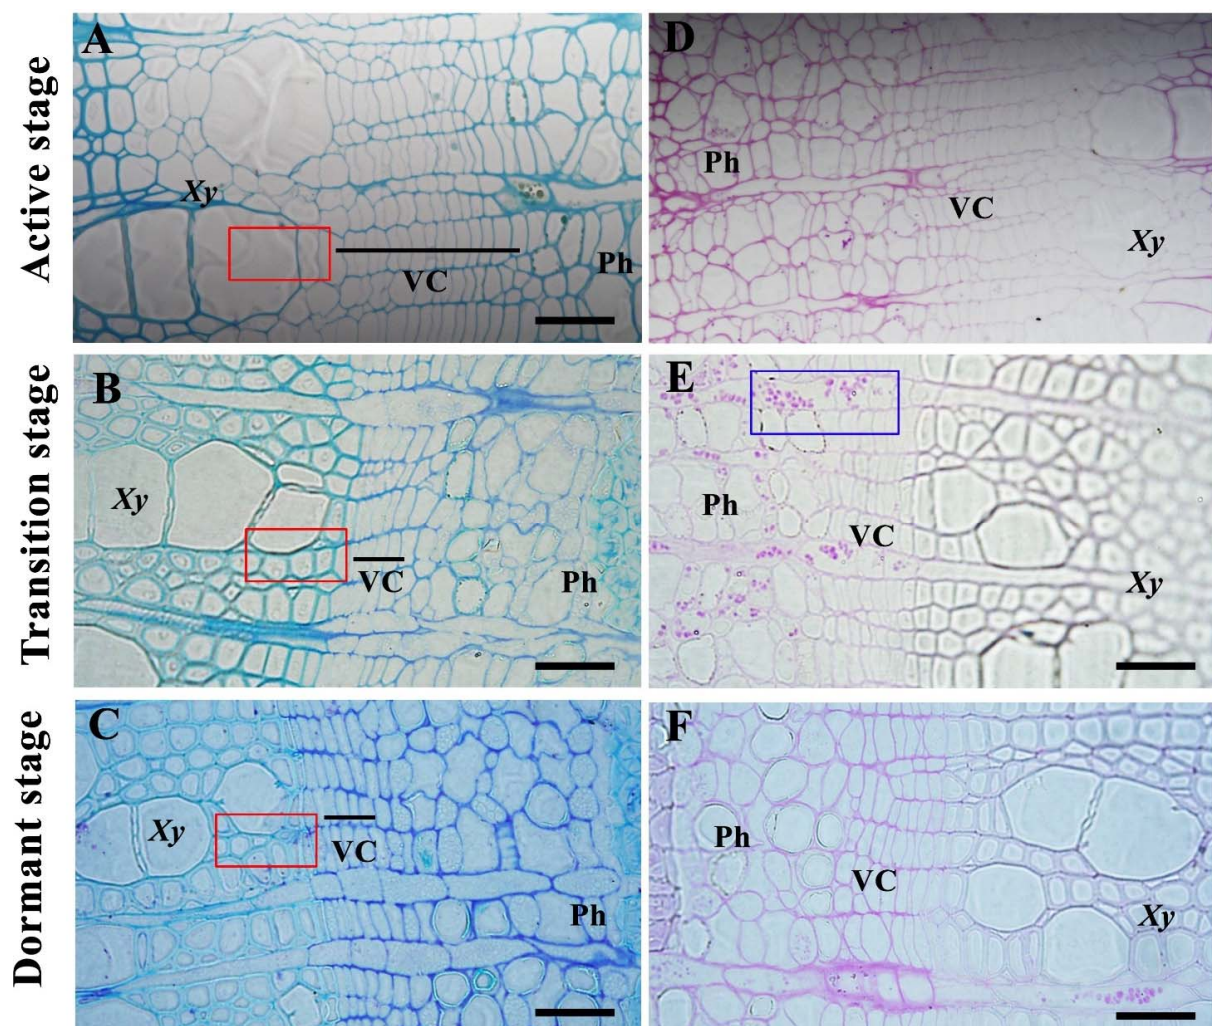 Active stage
A
Xy
VC
Ph
D
Ph
VC
Xy
Transition stage
B
Xy
VC
Ph
E
Ph
VC
Xy
Dormant stage
C
Xy
VC
Ph
F
Ph
VC
Xy